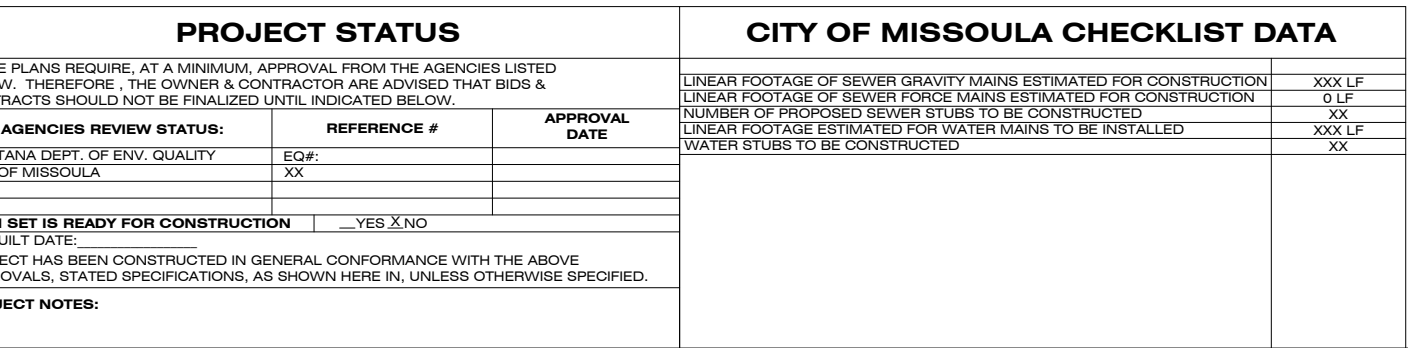 PROJECT STATUS
E PLANS REQUIRE, AT A MINIMUM, APPROVAL FROM THE AGENCIES LISTED
W. THEREFORE , THE OWNER & CONTRACTOR ARE ADVISED THAT BIDS &
TRACTS SHOULD NOT BE FINALIZED UNTIL INDICATED BELOW.
AGENCIES REVIEW STATUS: REFERENCE # APPROVAL
DATE
TANA DEPT. OF ENV. QUALITY EQ#:
OF MISSOULA XX
SET IS READY FOR CONSTRUCTION __YES X NO
UILT DATE:_________________
ECT HAS BEEN CONSTRUCTED IN GENERAL CONFORMANCE WITH THE ABOVE
OVALS, STATED SPECIFICATIONS, AS SHOWN HERE IN, UNLESS OTHERWISE SPECIFIED.
JECT NOTES:
CITY OF MISSOULA CHECKLIST DATA
LINEAR FOOTAGE OF SEWER GRAVITY MAINS ESTIMATED FOR CONSTRUCTION XXX LF
LINEAR FOOTAGE OF SEWER FORCE MAINS ESTIMATED FOR CONSTRUCTION 0 LF
NUMBER OF PROPOSED SEWER STUBS TO BE CONSTRUCTED XX
LINEAR FOOTAGE ESTIMATED FOR WATER MAINS TO BE INSTALLED XXX LF
WATER STUBS TO BE CONSTRUCTED XX